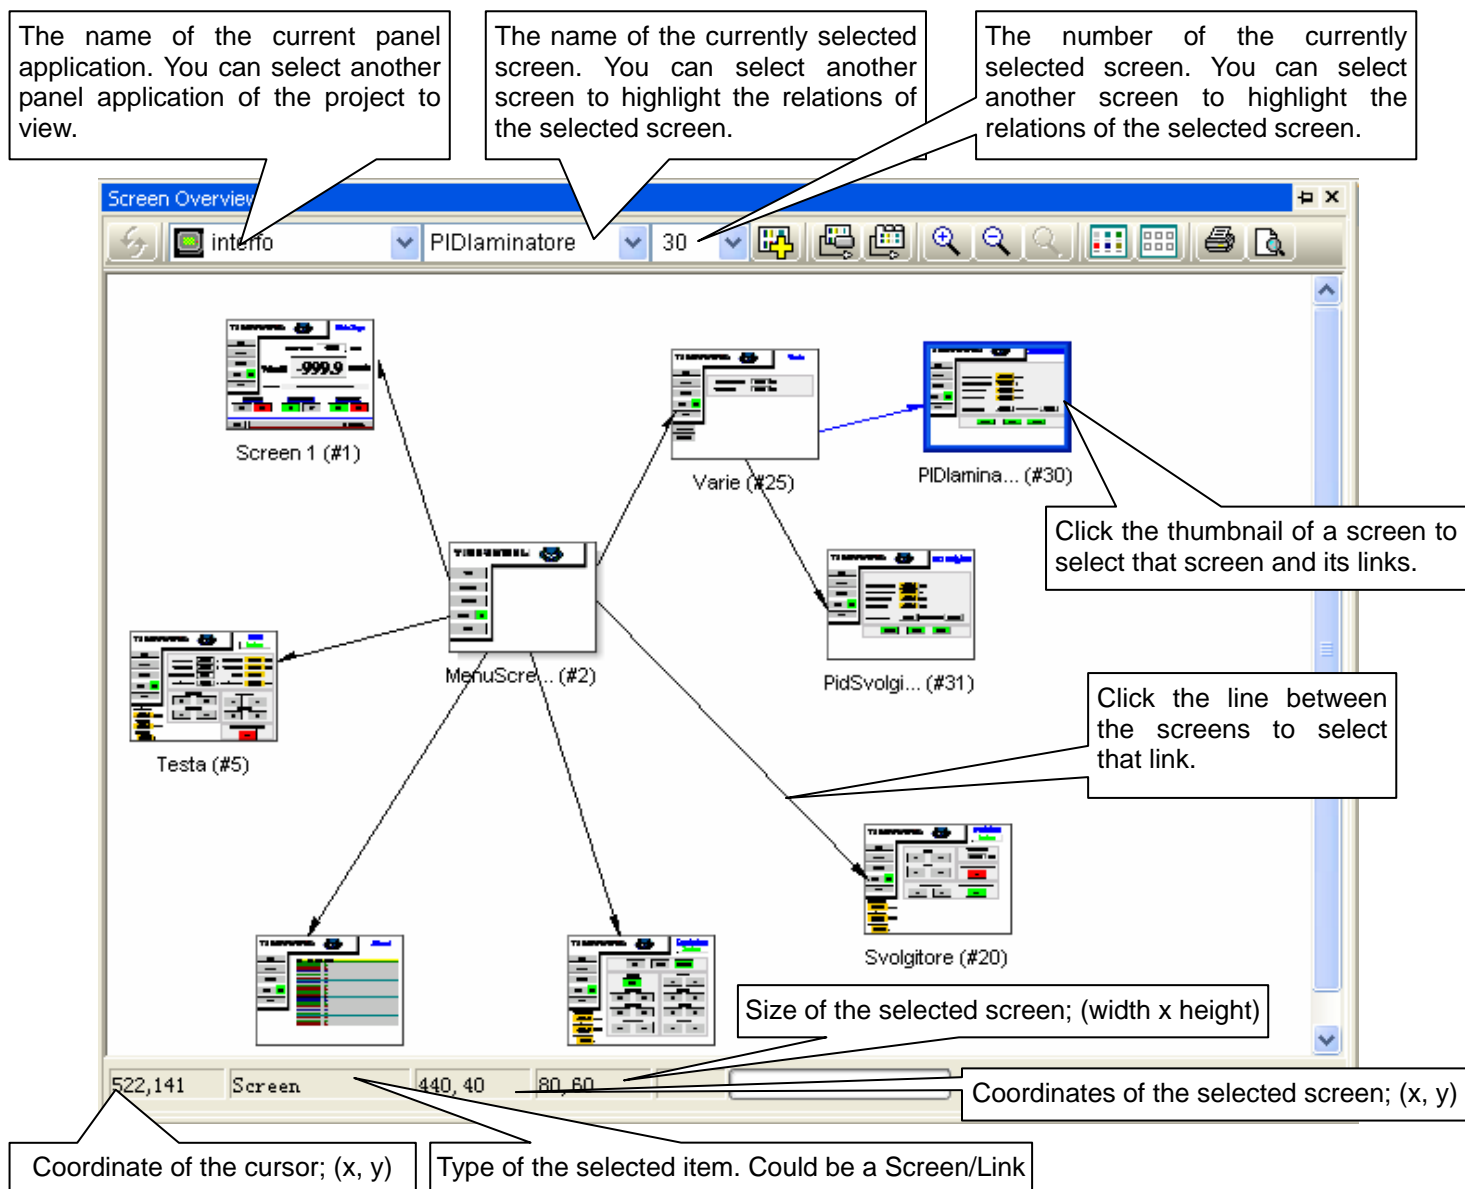 The name of the current panel
application. You can select another
panel application of the project to
view.
The name of the currently selected
screen. You can select another
screen to highlight the relations of
the selected screen.
The number of the currently
selected screen. You can select
another screen to highlight the
relations of the selected screen.
Screen Overview
PIDlaminatore
30
-999.9
Screen 1 (#1)
Varie (#25)
PIDlamina... (#30)
Click the thumbnail of a screen to
select that screen and its links.
MenuScre... (#2)
PidSvolgi... (#31)
Testa (#5)
Click the line between
the screens to select
that link.
Svolgitore (#20)
Size of the selected screen; (width x height)
522,141
Screen
440, 40
80, 60
Coordinates of the selected screen; (x, y)
Coordinate of the cursor; (x, y)
Type of the selected item. Could be a Screen/Link